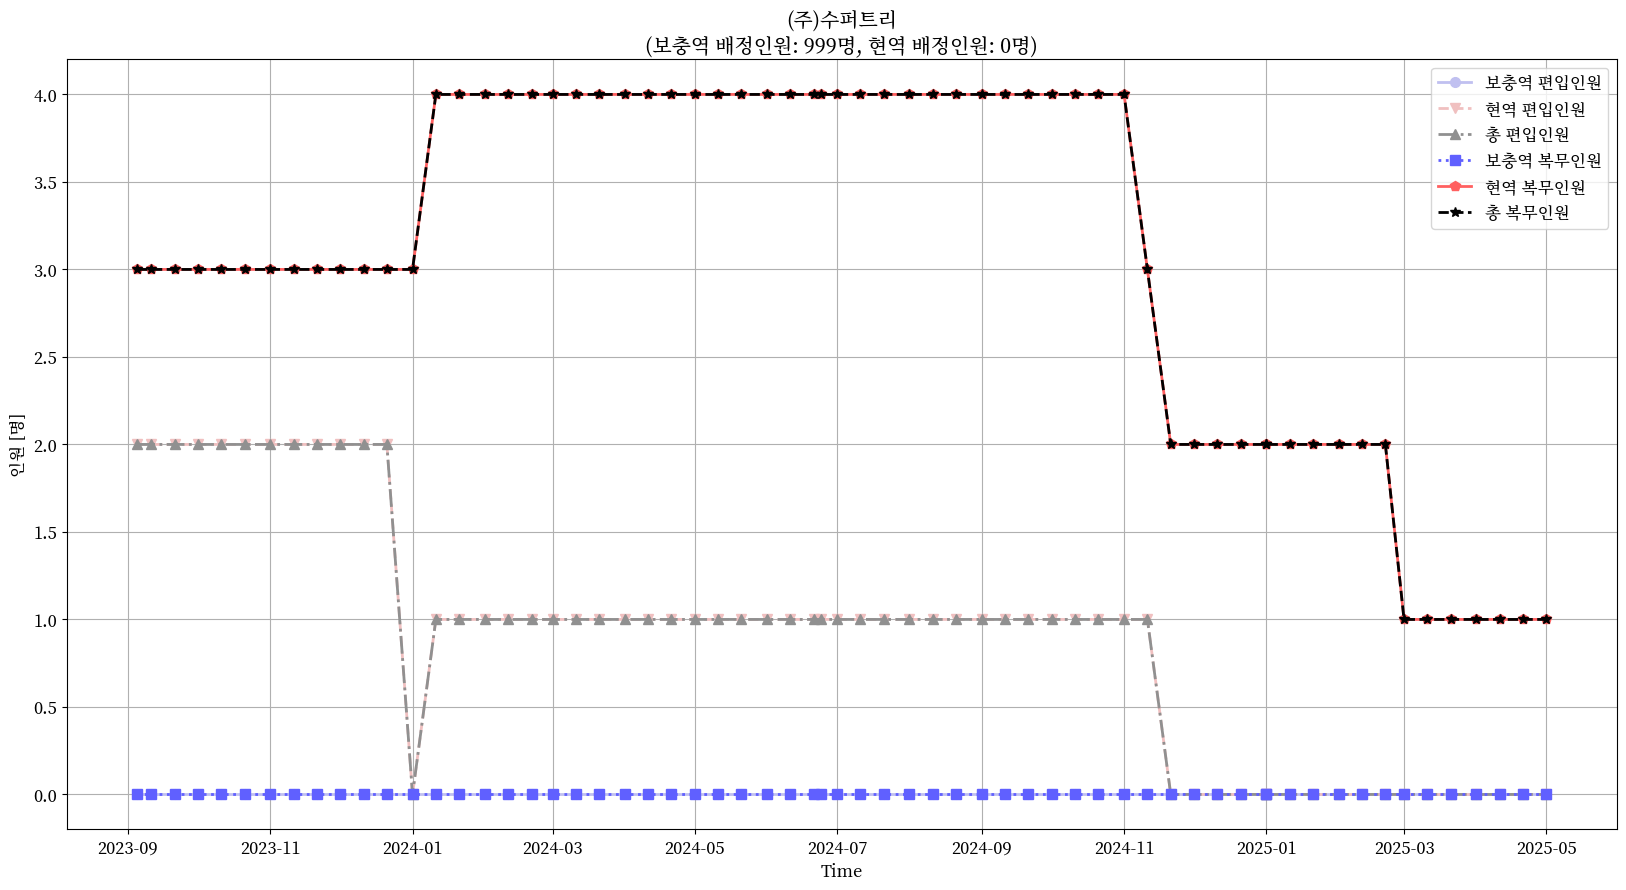 (주)수퍼트리
(보충역 배정인원: 999명, 현역 배정인원: 0명)
보충역 편입인원
현역 편입인원
총 편입인원
보충역 복무인원
현역 복무인원
총 복무인원
인원 [명]
4.0
3.5
3.0
2.5
2.0
1.5
1.0
0.5
0.0
2023-09 2023-11 2024-01 2024-03 2024-05 2024-07 2024-09 2024-11 2025-01 2025-03 2025-05
Time